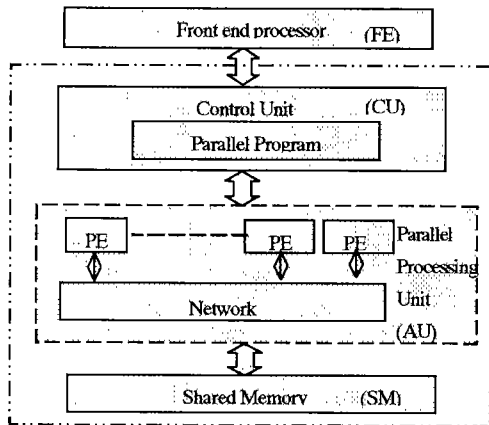 Front end processor (FE)
Control Unit (CU)
Parallel Program
PE PE PE Parallel
Processing
Network Unit
(AU)
Shared Memory (SM)